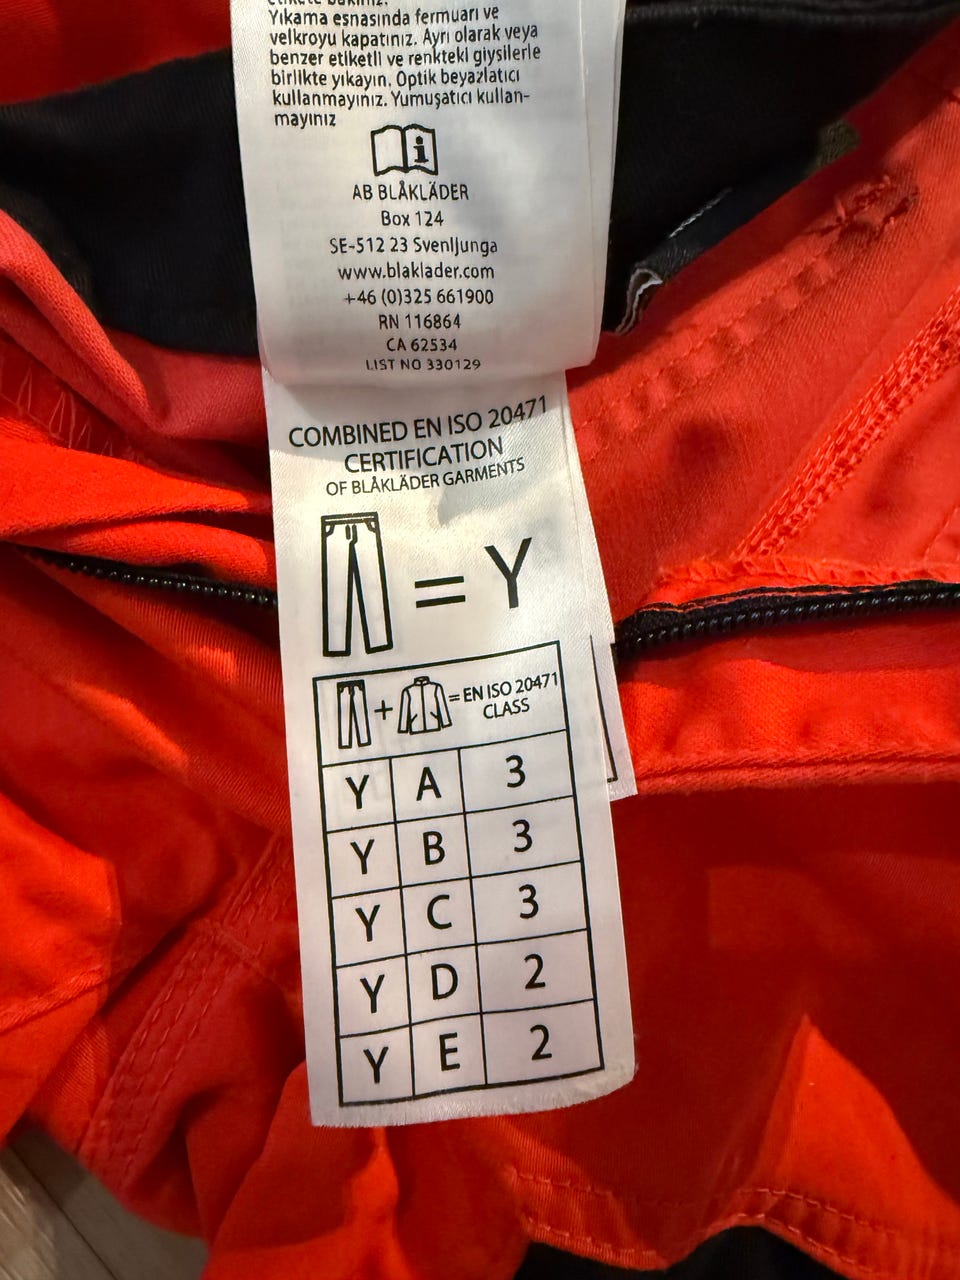 Yıkama esnasında fermuarı ve
velkroyu kapatınız. Ayrı olarak veya
benzer etiketli ve renkteki giysilerle
birlikte yıkayın. Optik beyazlatıcı
kullanmayınız. Yumuşatıcı kullan-
mayınız
i
AB BLÅKLÄDER
Box 124
SE-512 23 Svenljunga
www.blaklader.com
+46 (0)325 661900
RN 116864
CA 62534
LIST NO 330129
COMBINED EN ISO 20471
CERTIFICATION
OF BLÅKLÄDER GARMENTS
= Y
+ = EN ISO 20471
CLASS
Y A 3
Y B 3
Y C 3
Y D 2
Y E 2